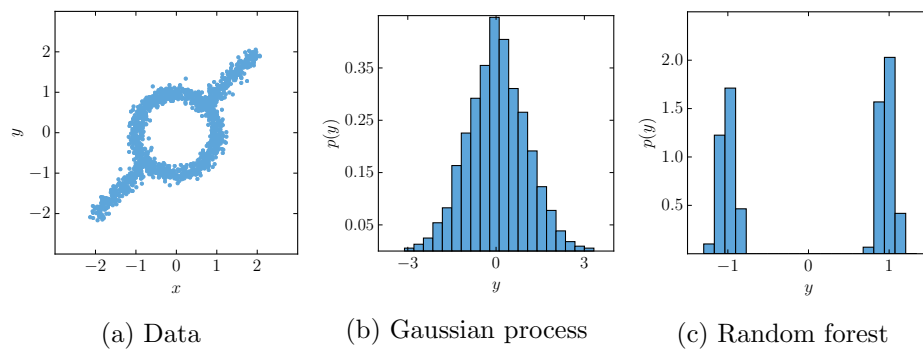 2
1
0
−1
−2
y
−2 −1 0 1 2
x
(a) Data
0.35
0.25
0.15
0.05
p(y)
−3 0 3
y
(b) Gaussian process
2.0
1.5
1.0
0.5
p(y)
−1 0 1
y
(c) Random forest